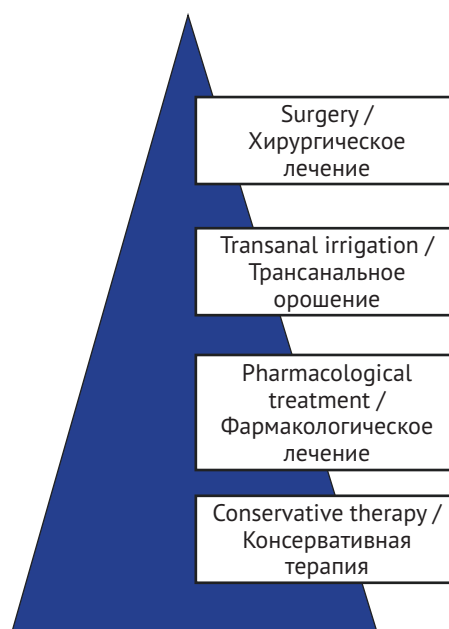 Surgery /
Хирургическое
лечение
Transanal irrigation /
Трансанальное
орошение
Pharmacological
treatment /
Фармакологическое
лечение
Conservative therapy /
Консервативная
терапия